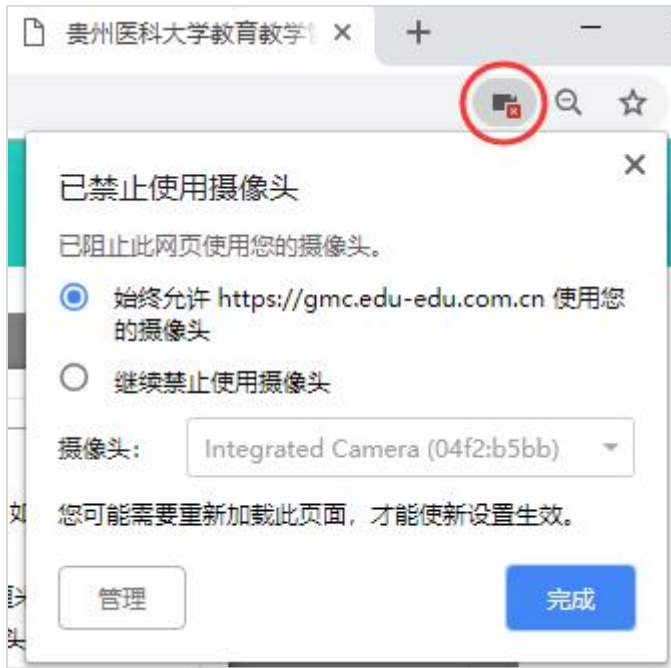 贵州医科大学教育教学
已禁止使用摄像头
已阻止此网页使用您的摄像头。
始终允许 https://gmc.edu-edu.com.cn 使用您
的摄像头
继续禁止使用摄像头
摄像头:
Integrated Camera (04f2:b5bb)
如
您可能需要重新加载此页面，才能使新设置生效。
管理
完成
头